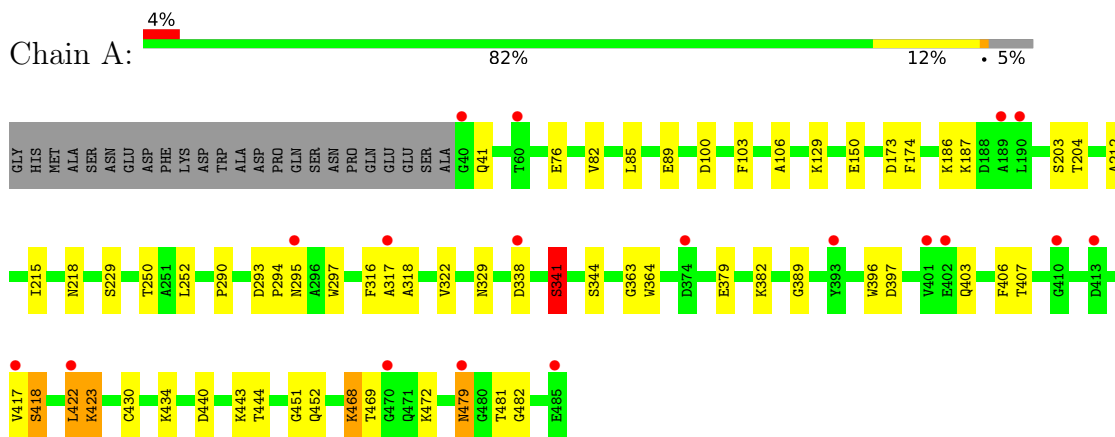 4%
Chain A:
82% 12% • 5%
GLY HIS MET ALA SER ASN GLU ASP PHE LYS ASP TRP ALA ASP PRO GLN SER ASN PRO GLN GLU GLU SER ALA G40 Q41 T60 E76 V82 L85 E89 D100 F103 A106 K129 E150 D173 F174 K186 K187 D188 A189 L190 S203 T204 A212
I215 N218 S229 T250 A251 L252 P290 D293 P294 N295 A296 W297 F316 A317 A318 V322 N329 D338 S341 S344 G363 W364 D374 E379 K382 G389 Y393 W396 D397 V401 E402 Q403 F406 T407 G410 D413
V417 S418 L422 K423 C430 K434 D440 K443 T444 G451 Q452 K468 T469 G470 Q471 K472 N479 G480 T481 G482 E485